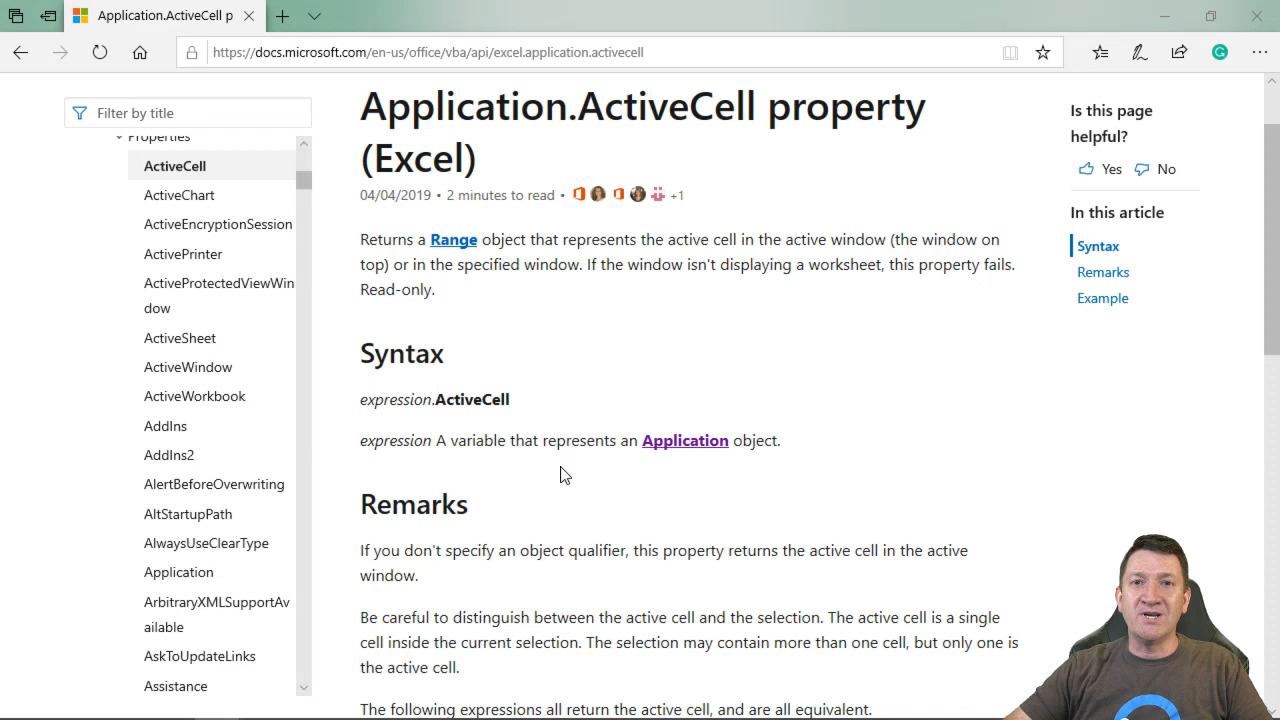 Application.ActiveCell p
https://docs.microsoft.com/en-us/office/vba/api/excel.application.activecell
Filter by title
Properties
ActiveCell
ActiveChart
ActiveEncryptionSession
ActivePrinter
ActiveProtectedViewWin
dow
ActiveSheet
ActiveWindow
ActiveWorkbook
AddIns
AddIns2
AlertBeforeOverwriting
AltStartupPath
AlwaysUseClearType
Application
ArbitraryXMLSupportAv
ailable
AskToUpdateLinks
Assistance
Application.ActiveCell property
(Excel)
04/04/2019 • 2 minutes to read • +1
Returns a Range object that represents the active cell in the active window (the window on
top) or in the specified window. If the window isn't displaying a worksheet, this property fails.
Read-only.
Syntax
expression.ActiveCell
expression A variable that represents an Application object.
Remarks
If you don't specify an object qualifier, this property returns the active cell in the active
window.
Be careful to distinguish between the active cell and the selection. The active cell is a single
cell inside the current selection. The selection may contain more than one cell, but only one is
the active cell.
The following expressions all return the active cell, and are all equivalent.
Is this page
helpful?
Yes No
In this article
Syntax
Remarks
Example